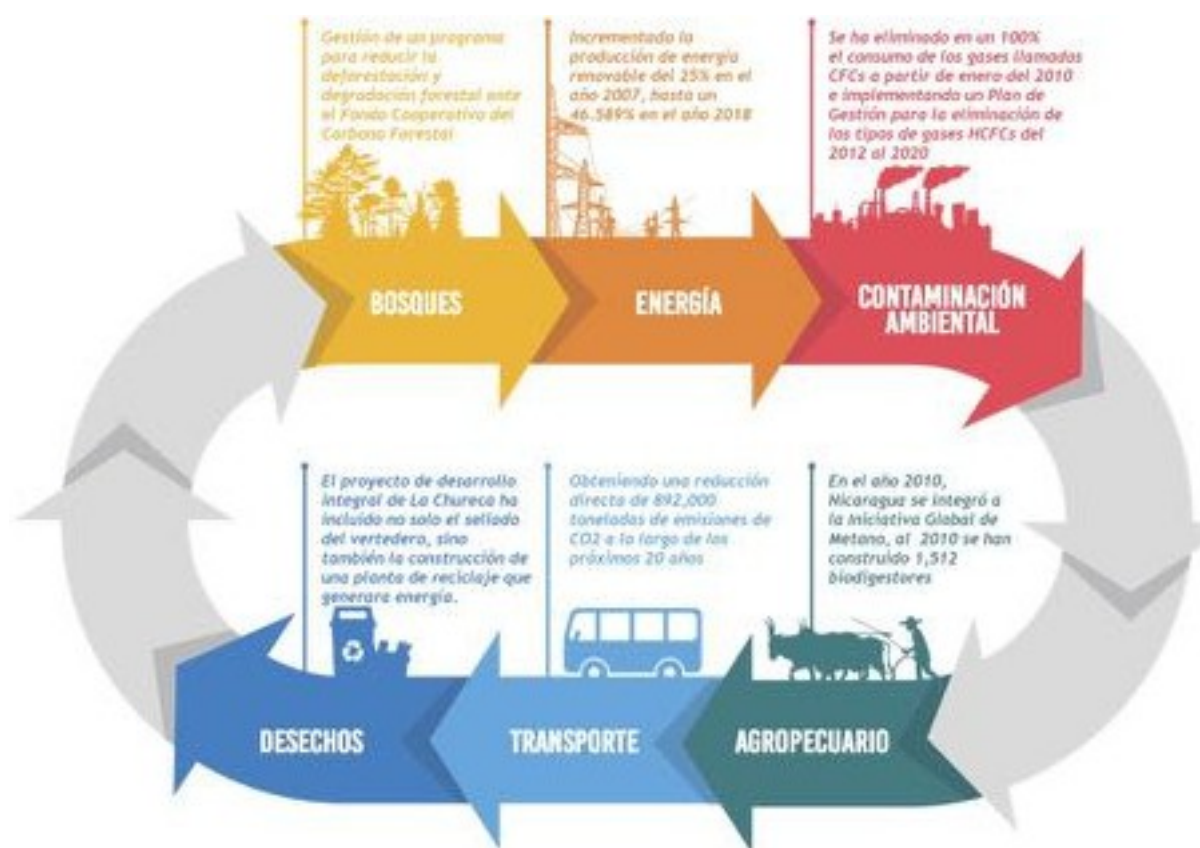 Gestión de un programa
para reducir la
deforestación y
degradación forestal ante
el Fondo Cooperativo del
Carbono Forestal
Incrementado la
producción de energía
renovable del 25% en el
año 2007, hasta un
46.589% en el año 2018
Se ha eliminado en un 100%
el consumo de los gases llamados
CFCs a partir de enero del 2010
e implementando un Plan de
Gestión para la eliminación de
los tipos de gases HCFCs del
2012 al 2020
BOSQUES
ENERGÍA
CONTAMINACIÓN
AMBIENTAL
El proyecto de desarrollo
integral de La Chureca ha
incluido no solo el sellado
del vertedero, sino
también la construcción de
una planta de reciclaje que
generara energía.
Obteniendo una reducción
directa de 892,000
toneladas de emisiones de
CO2 a lo largo de los
próximos 20 años
En el año 2010,
Nicaragua se integró a
la Iniciativa Global de
Metano, al 2010 se han
construido 1,512
biodigestores
DESECHOS
TRANSPORTE
AGROPECUARIO